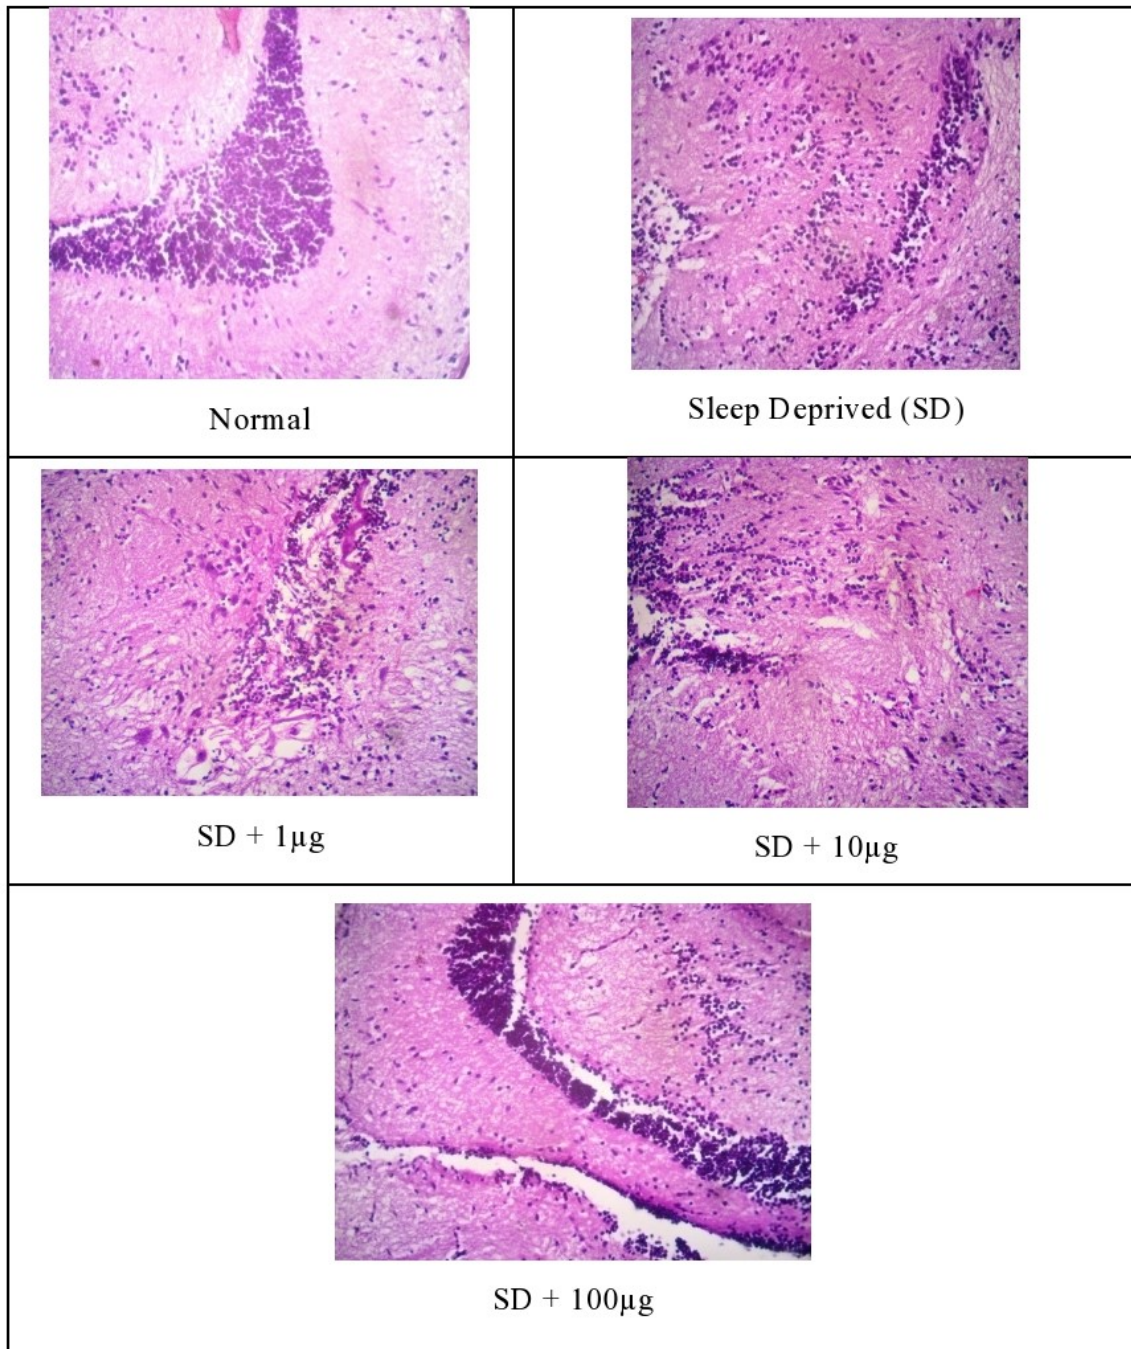 Normal
Sleep Deprived (SD)
SD + 1µg
SD + 10µg
SD + 100µg